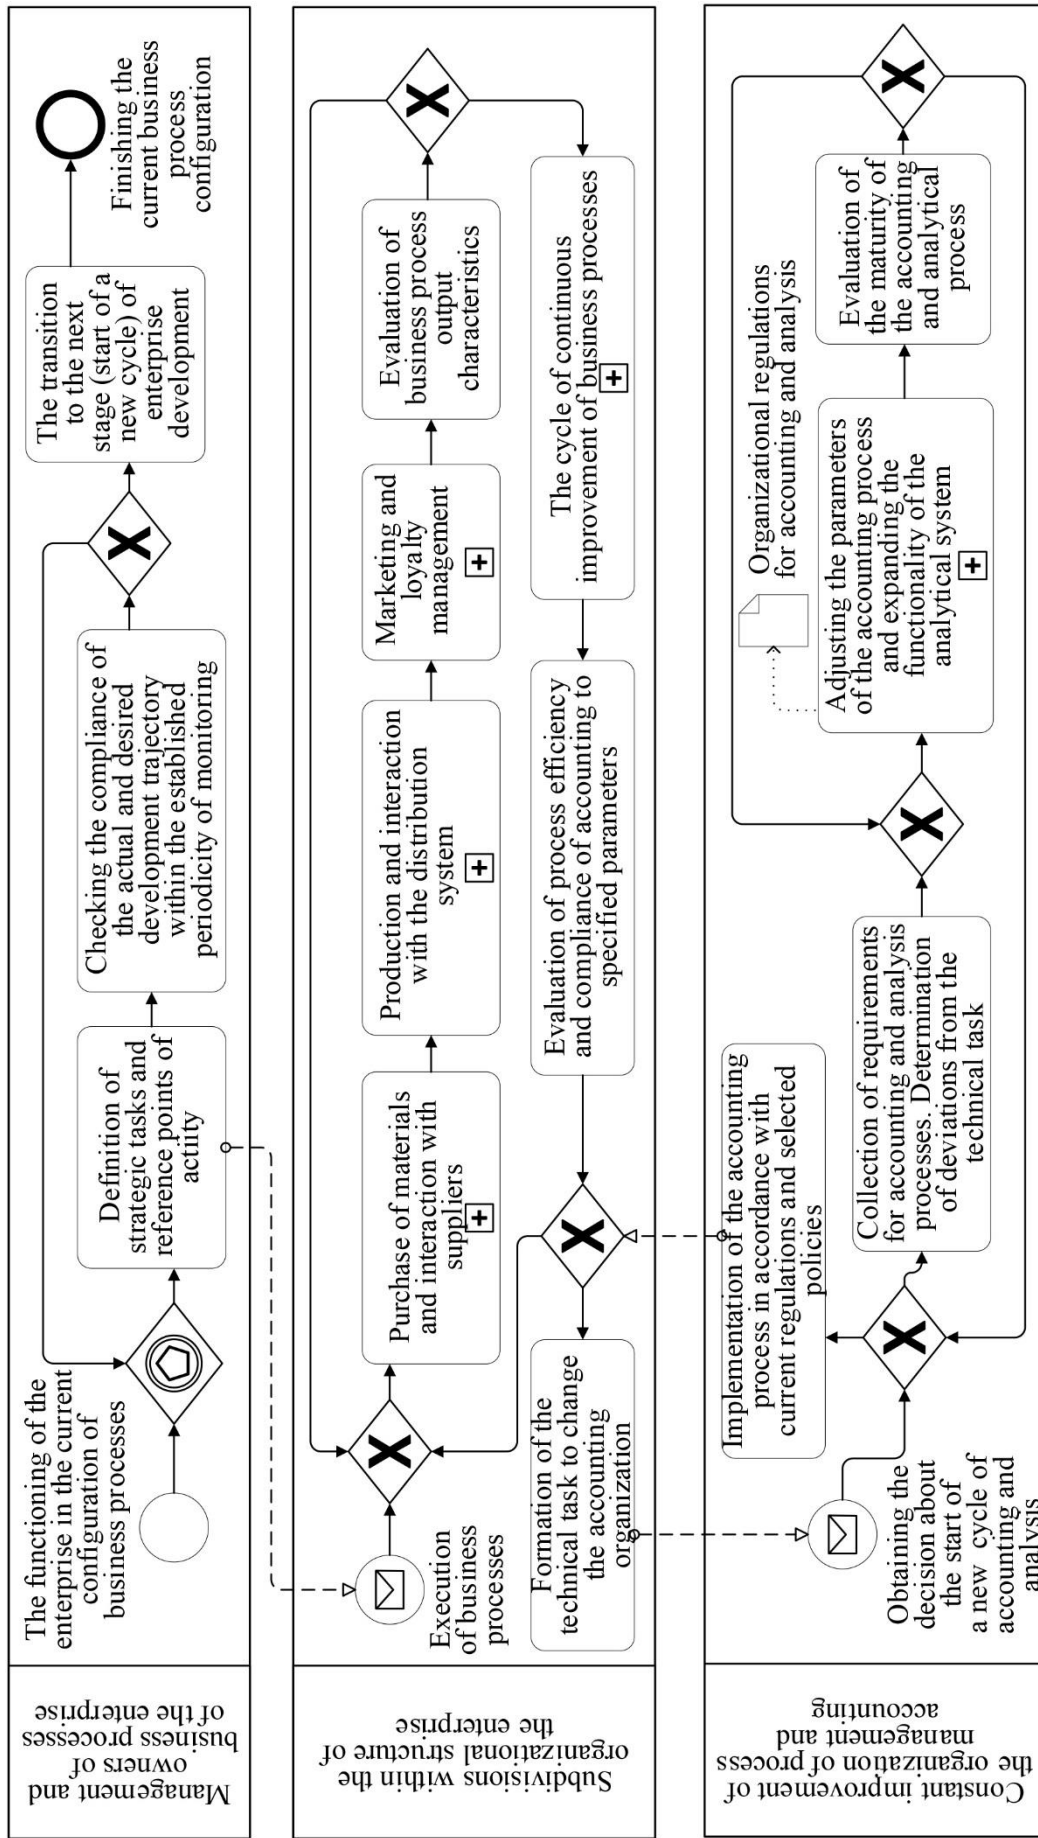 Management and
owners of
business processes
of the enterprise
The functioning of the
enterprise in the current
configuration of
business processes
Definition of
strategic tasks and
reference points of
actiity
Checking the compliance of
the actual and desired
development trajectory
within the established
periodicity of monitoring
The transition
to the next
stage (start of a
new cycle) of
enterprise
development
Finishing the
current business
process
configuration
Subdivisions within the
organizational structure of
the enterprise
Execution
of business
processes
Purchase of materials
and interaction with
suppliers
Production and interaction
with the distribution
system
Marketing and
loyalty
management
Evaluation of
business process
output
characteristics
The cycle of continuous
improvement of business processes
Evaluation of process efficiency
and compliance of accounting to
specified parameters
Formation of the
technical task to change
the accounting
organization
Constant improvement of
the organization of process
management and
accounting
Obtaining the
decision about
the start of
a new cycle of
accounting and
analysis
Implementation of the accounting
process in accordance with
current regulations and selected
policies
Collection of requirements
for accounting and analysis
processes. Determination
of deviations from the
technical task
Organizational regulations
for accounting and analysis
Adjusting the parameters
of the accounting process
and expanding the
functionality of the
analytical system
Evaluation of
the maturity of
the accounting
and analytical
process